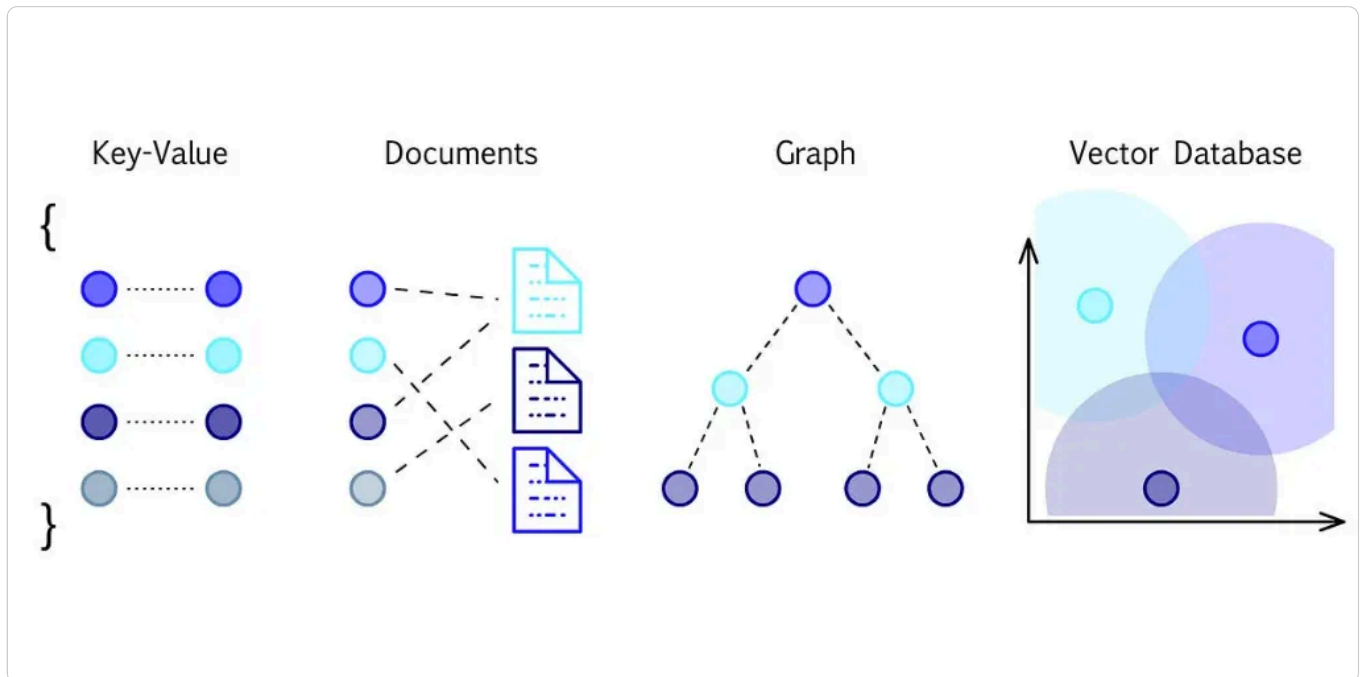 Key-Value
Documents
Graph
Vector Database
{
}